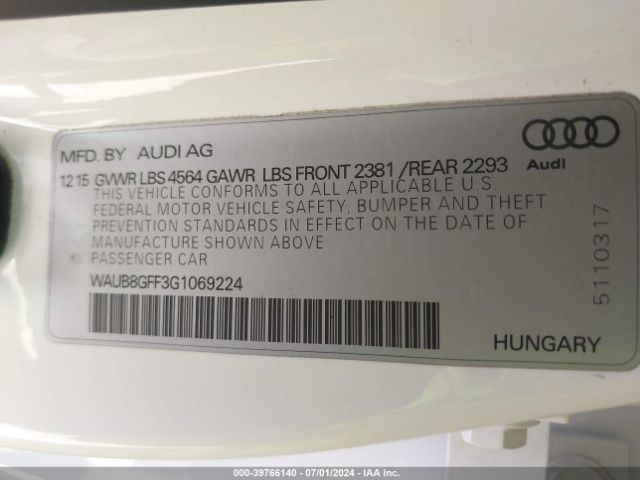 MFD. BY AUDI AG
12 15 GVWR LBS 4564 GAWR LBS FRONT 2381 /REAR 2293
THIS VEHICLE CONFORMS TO ALL APPLICABLE U.S.
FEDERAL MOTOR VEHICLE SAFETY, BUMPER AND THEFT
PREVENTION STANDARDS IN EFFECT ON THE DATE OF
MANUFACTURE SHOWN ABOVE
PASSENGER CAR
WAUB8GFF3G1069224
Audi
5110317
HUNGARY
000-39766140 - 07/01/2024 - IAA Inc.